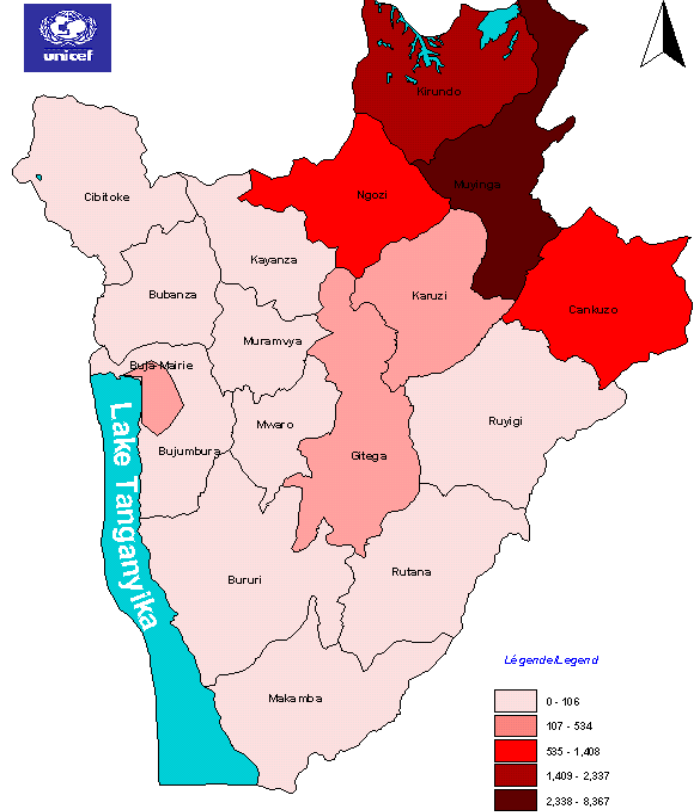 unicef
Kirundo
Muyinga
Ngozi
Cibitoke
Kayanza
Bubanza
Karuzi
Cankuzo
Muramvya
Buja-Mairie
Lake Tanganyika
Mwaro
Ruyigi
Bujumbura
Gitega
Rutana
Bururi
Makamba
Légende/Legend
0 - 106
107 - 534
535 - 1,408
1,409 - 2,337
2,338 - 8,367